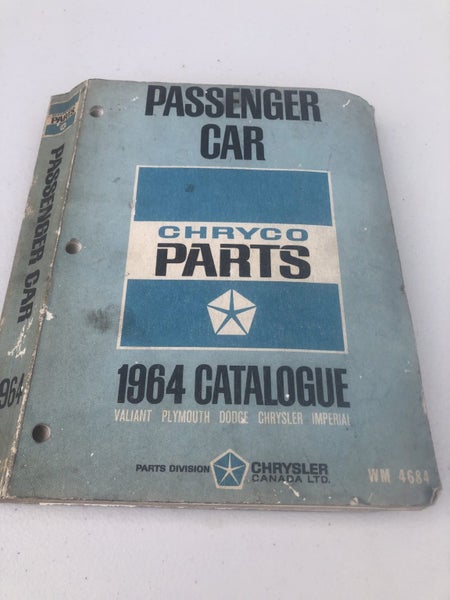 PASSENGER
CAR
CHRYCO
PARTS
1964 CATALOGUE
VALIANT PLYMOUTH DODGE CHRYSLER IMPERIAL
PARTS DIVISION
CHRYSLER
CANADA LTD.
WM 4684
PARTS
PASSENGER CAR
1964